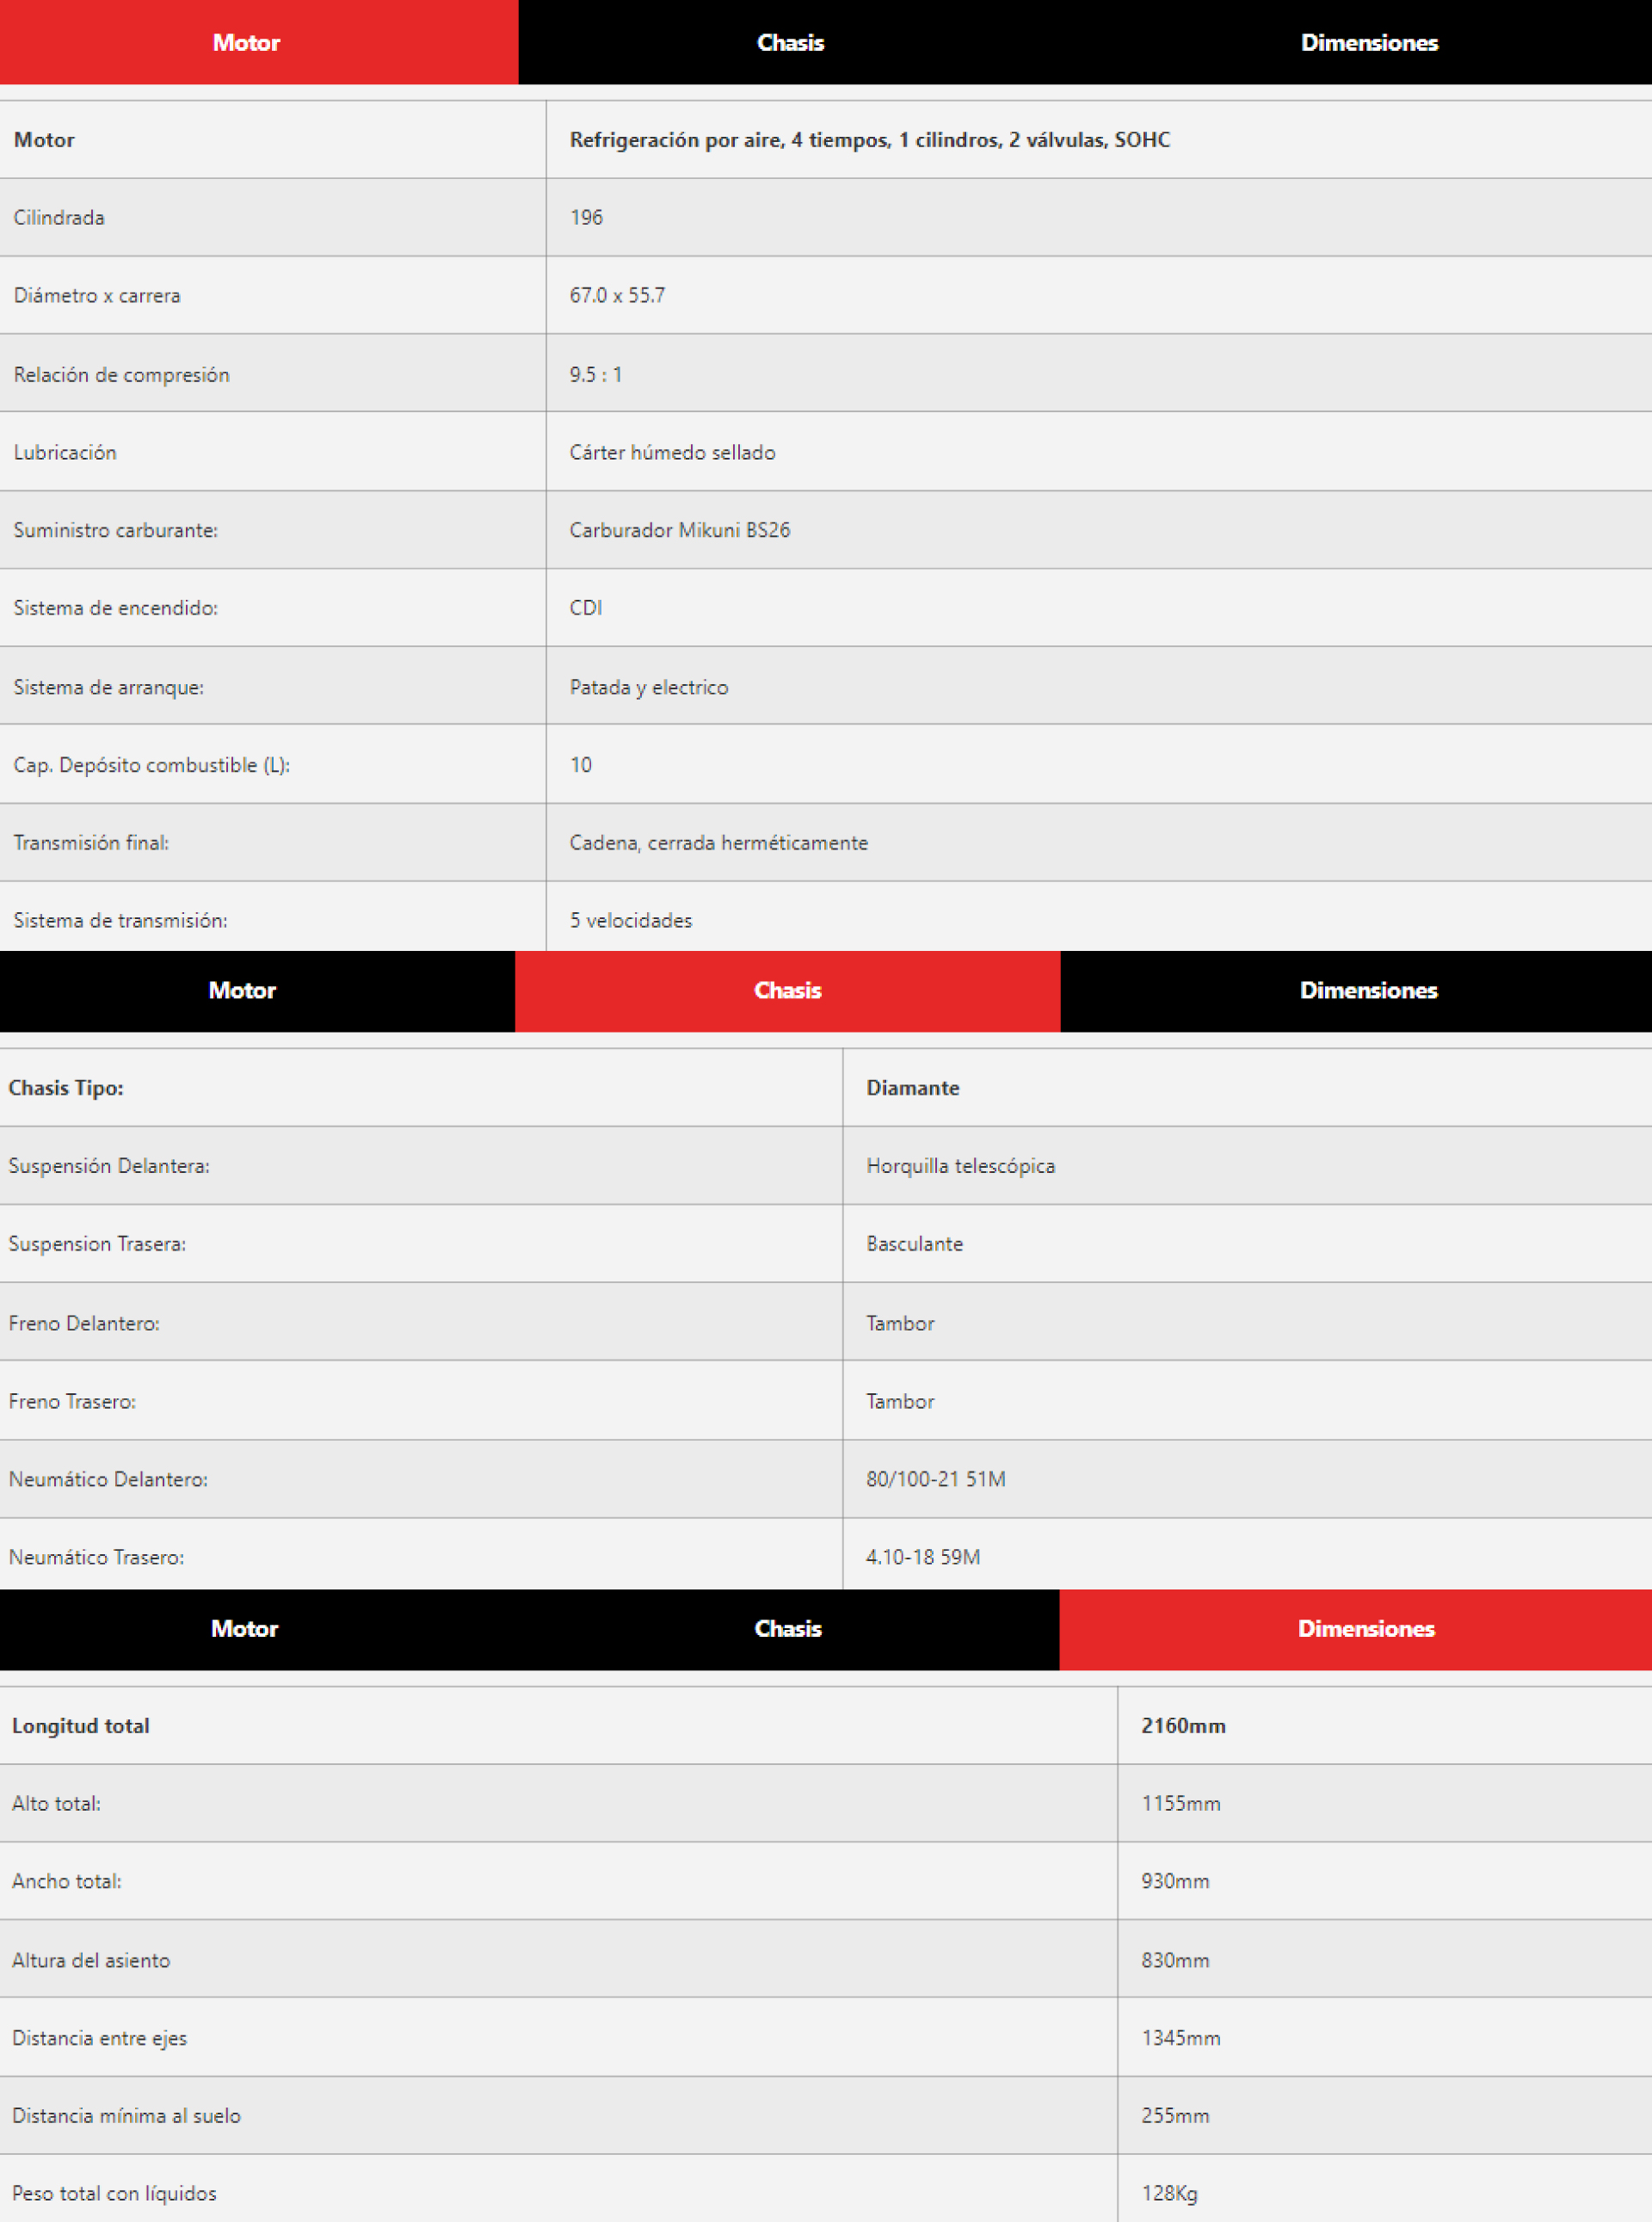 Motor Chasis Dimensiones
Motor Refrigeración por aire, 4 tiempos, 1 cilindros, 2 válvulas, SOHC
Cilindrada 196
Diámetro x carrera 67.0 x 55.7
Relación de compresión 9.5 : 1
Lubricación Cárter húmedo sellado
Suministro carburante: Carburador Mikuni BS26
Sistema de encendido: CDI
Sistema de arranque: Patada y electrico
Cap. Depósito combustible (L): 10
Transmisión final: Cadena, cerrada herméticamente
Sistema de transmisión: 5 velocidades
Motor Chasis Dimensiones
Chasis Tipo: Diamante
Suspensión Delantera: Horquilla telescópica
Suspension Trasera: Basculante
Freno Delantero: Tambor
Freno Trasero: Tambor
Neumático Delantero: 80/100-21 51M
Neumático Trasero: 4.10-18 59M
Motor Chasis Dimensiones
Longitud total 2160mm
Alto total: 1155mm
Ancho total: 930mm
Altura del asiento 830mm
Distancia entre ejes 1345mm
Distancia mínima al suelo 255mm
Peso total con líquidos 128Kg